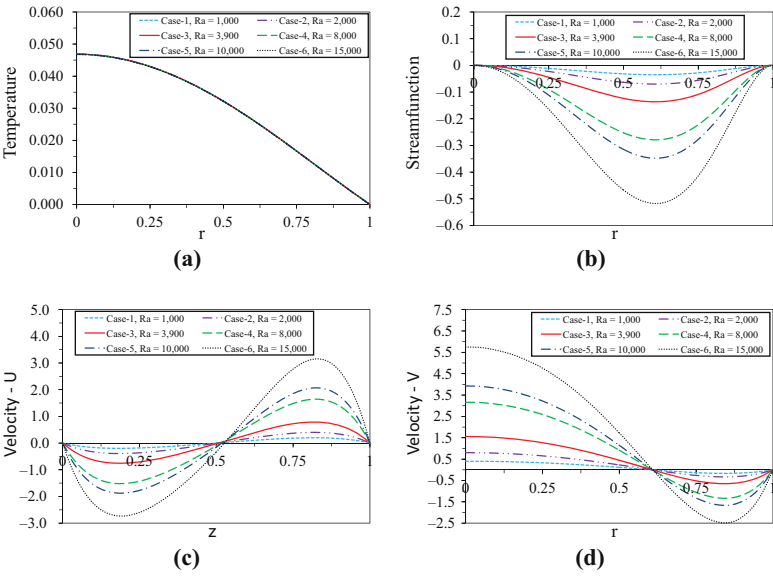 0.060
0.050
0.040
0.030
0.020
0.010
0.000
Temperature
Case-1, Ra = 1,000 Case-2, Ra = 2,000
Case-3, Ra = 3,900 Case-4, Ra = 8,000
Case-5, Ra = 10,000 Case-6, Ra = 15,000
0 0.25 0.5 0.75 1
r
(a)
0.2
0.1
0
−0.1
−0.2
−0.3
−0.4
−0.5
−0.6
Streamfunction
Case-1, Ra = 1,000 Case-2, Ra = 2,000
Case-3, Ra = 3,900 Case-4, Ra = 8,000
Case-5, Ra = 10,000 Case-6, Ra = 15,000
0 0.25 0.5 0.75 1
r
(b)
5.0
4.0
3.0
2.0
1.0
0.0
−1.0
−2.0
−3.0
Velocity - U
Case-1, Ra = 1,000 Case-2, Ra = 2,000
Case-3, Ra = 3,900 Case-4, Ra = 8,000
Case-5, Ra = 10,000 Case-6, Ra = 15,000
0 0.25 0.5 0.75 1
z
(c)
7.5
6.5
5.5
4.5
3.5
2.5
1.5
0.5
−0.5
−1.5
−2.5
Velocity - V
Case-1, Ra = 1,000 Case-2, Ra = 2,000
Case-3, Ra = 3,900 Case-4, Ra = 8,000
Case-5, Ra = 10,000 Case-6, Ra = 15,000
0 0.25 0.5 0.75 1
r
(d)